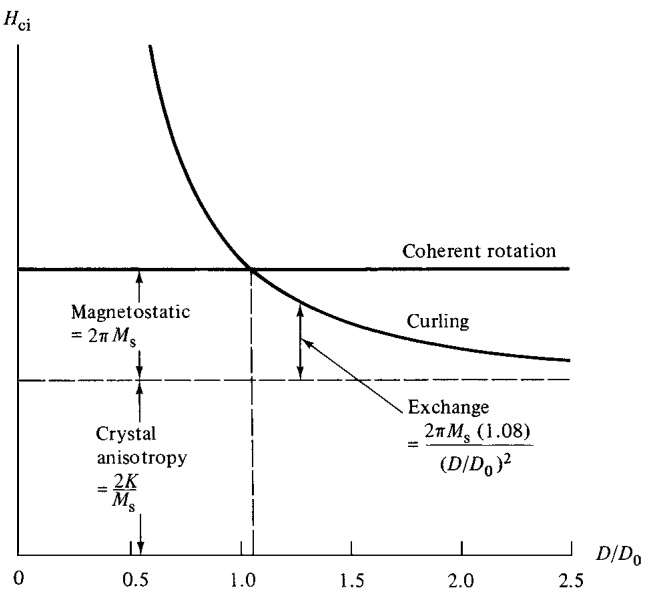 H_ci
Coherent rotation
Magnetostatic
= 2πM_s
Curling
Exchange
= 2πM_s (1.08) / (D/D_0)^2
Crystal
anisotropy
= 2K/M_s
D/D_0
0 0.5 1.0 1.5 2.0 2.5